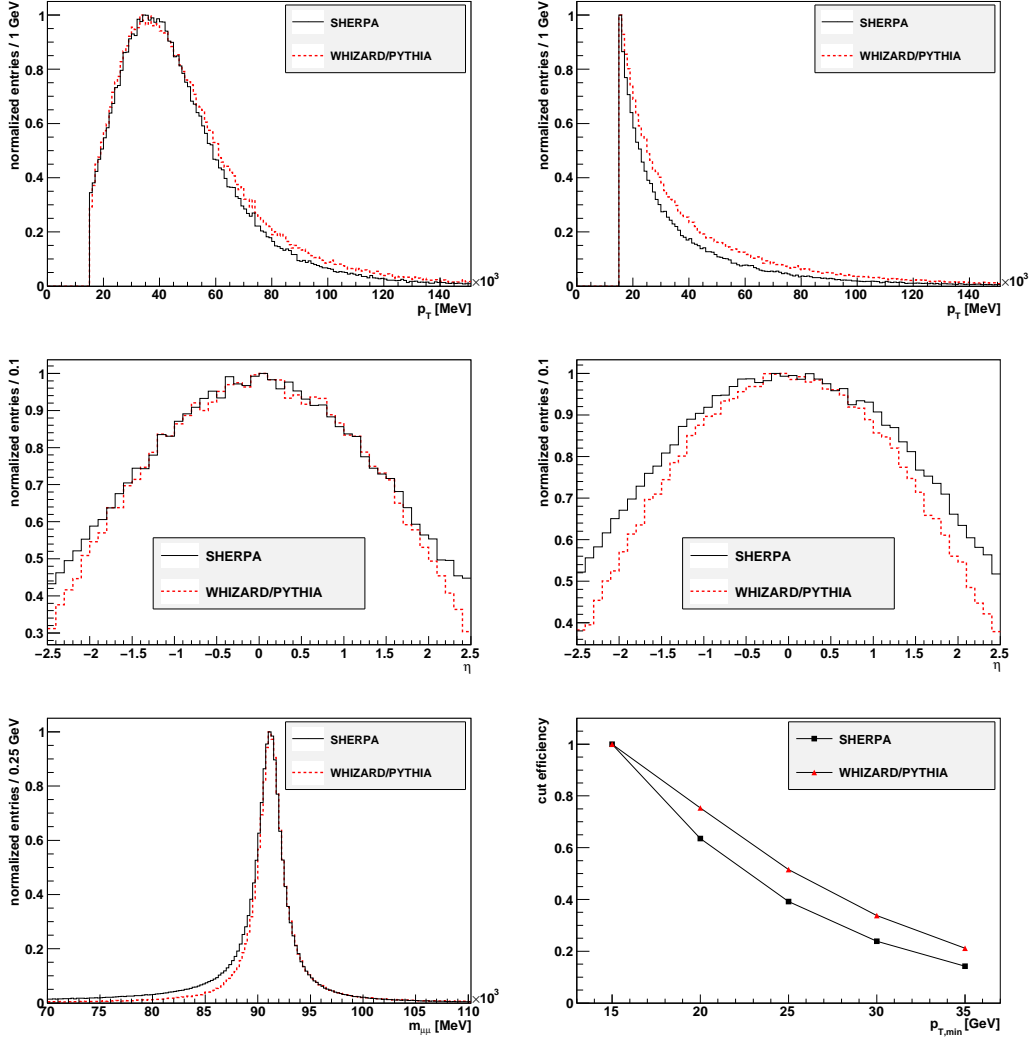 normalized entries / 1 GeV
1
0.8
0.6
0.4
0.2
0
SHERPA
WHIZARD/PYTHIA
0 20 40 60 80 100 120 140
×10³
p_T [MeV]
normalized entries / 1 GeV
1
0.8
0.6
0.4
0.2
0
SHERPA
WHIZARD/PYTHIA
0 20 40 60 80 100 120 140
×10³
p_T [MeV]
normalized entries / 0.1
1
0.9
0.8
0.7
0.6
0.5
0.4
0.3
SHERPA
WHIZARD/PYTHIA
−2.5 −2 −1.5 −1 −0.5 0 0.5 1 1.5 2 2.5
η
normalized entries / 0.1
1
0.9
0.8
0.7
0.6
0.5
0.4
SHERPA
WHIZARD/PYTHIA
−2.5 −2 −1.5 −1 −0.5 0 0.5 1 1.5 2 2.5
η
normalized entries / 0.25 GeV
1
0.8
0.6
0.4
0.2
0
SHERPA
WHIZARD/PYTHIA
70 75 80 85 90 95 100 105 110
×10³
m_μμ [MeV]
cut efficiency
1
0.8
0.6
0.4
0.2
0
SHERPA
WHIZARD/PYTHIA
15 20 25 30 35
p_T,min [GeV]